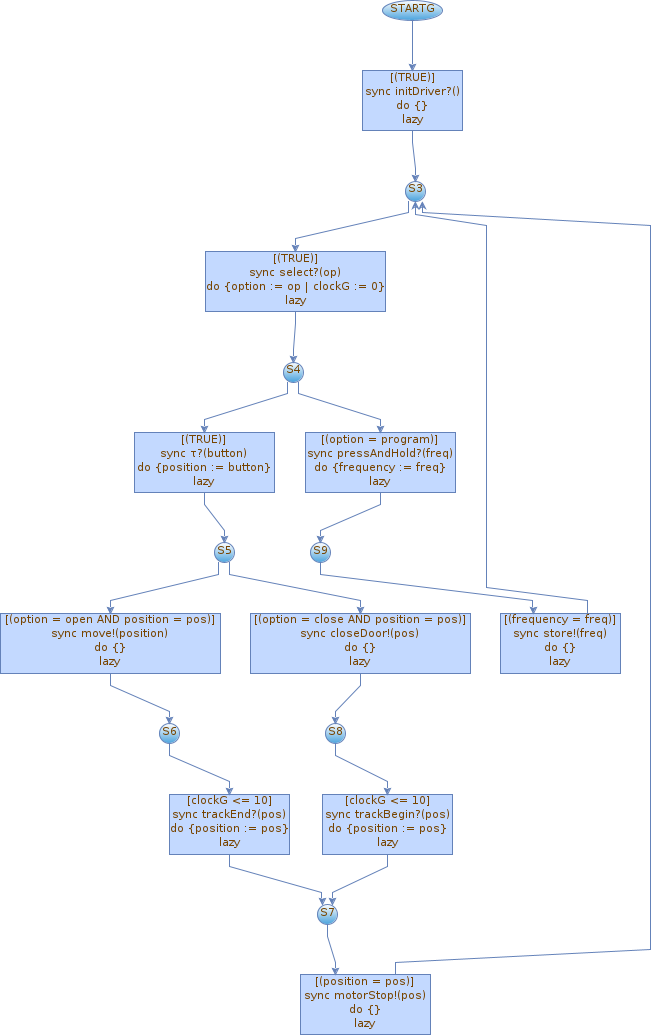 STARTG
[(TRUE)]
sync initDriver?()
do {}
lazy
S3
[(TRUE)]
sync select?(op)
do {option := op | clockG := 0}
lazy
S4
[(TRUE)]
sync τ?(button)
do {position := button}
lazy
[(option = program)]
sync pressAndHold?(freq)
do {frequency := freq}
lazy
S5
S9
[(option = open AND position = pos)]
sync move!(position)
do {}
lazy
[(option = close AND position = pos)]
sync closeDoor!(pos)
do {}
lazy
[(frequency = freq)]
sync store!(freq)
do {}
lazy
S6
S8
[clockG <= 10]
sync trackEnd?(pos)
do {position := pos}
lazy
[clockG <= 10]
sync trackBegin?(pos)
do {position := pos}
lazy
S7
[(position = pos)]
sync motorStop!(pos)
do {}
lazy